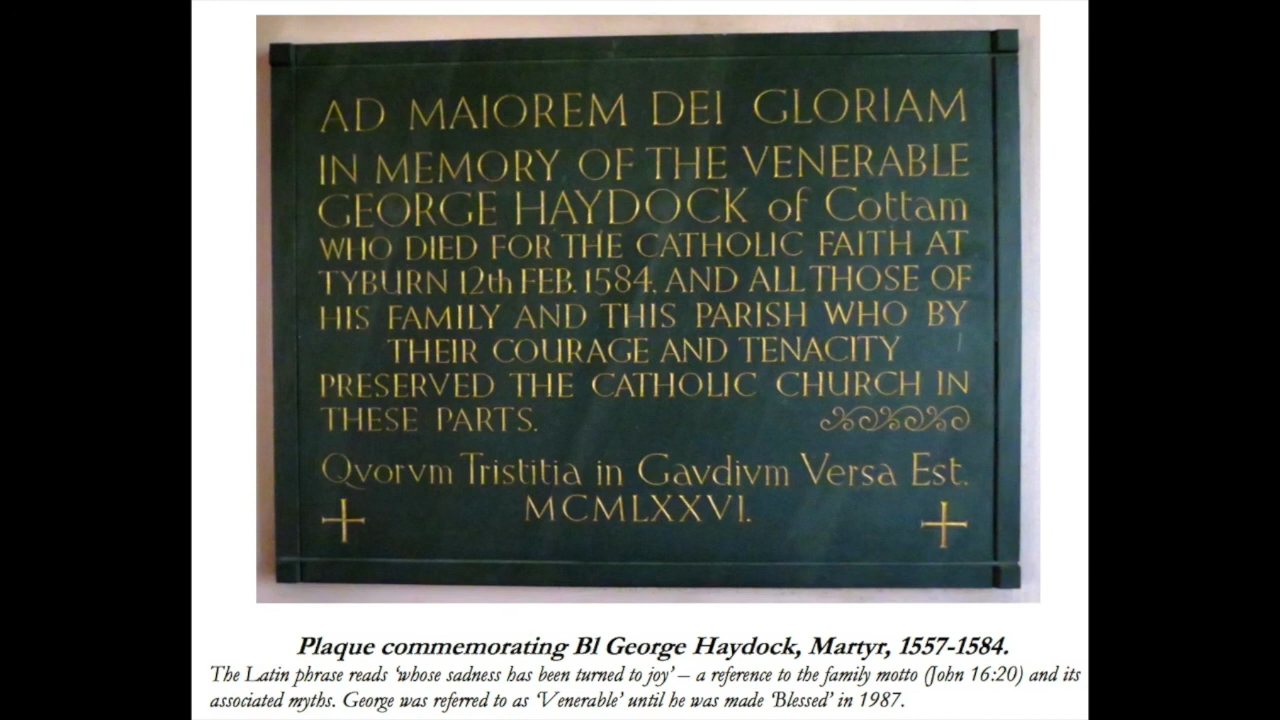 AD MAIOREM DEI GLORIAM
IN MEMORY OF THE VENERABLE
GEORGE HAYDOCK of Cottam
WHO DIED FOR THE CATHOLIC FAITH AT
TYBURN 12th FEB. 1584. AND ALL THOSE OF
HIS FAMILY AND THIS PARISH WHO BY
THEIR COURAGE AND TENACITY
PRESERVED THE CATHOLIC CHURCH IN
THESE PARTS.
Qvorvm Tristitia in Gavdivm Versa Est.
MCMLXXVI.
Plaque commemorating Bl George Haydock, Martyr, 1557-1584.
The Latin phrase reads ‘whose sadness has been turned to joy’ – a reference to the family motto (John 16:20) and its
associated myths. George was referred to as ‘Venerable’ until he was made ‘Blessed’ in 1987.